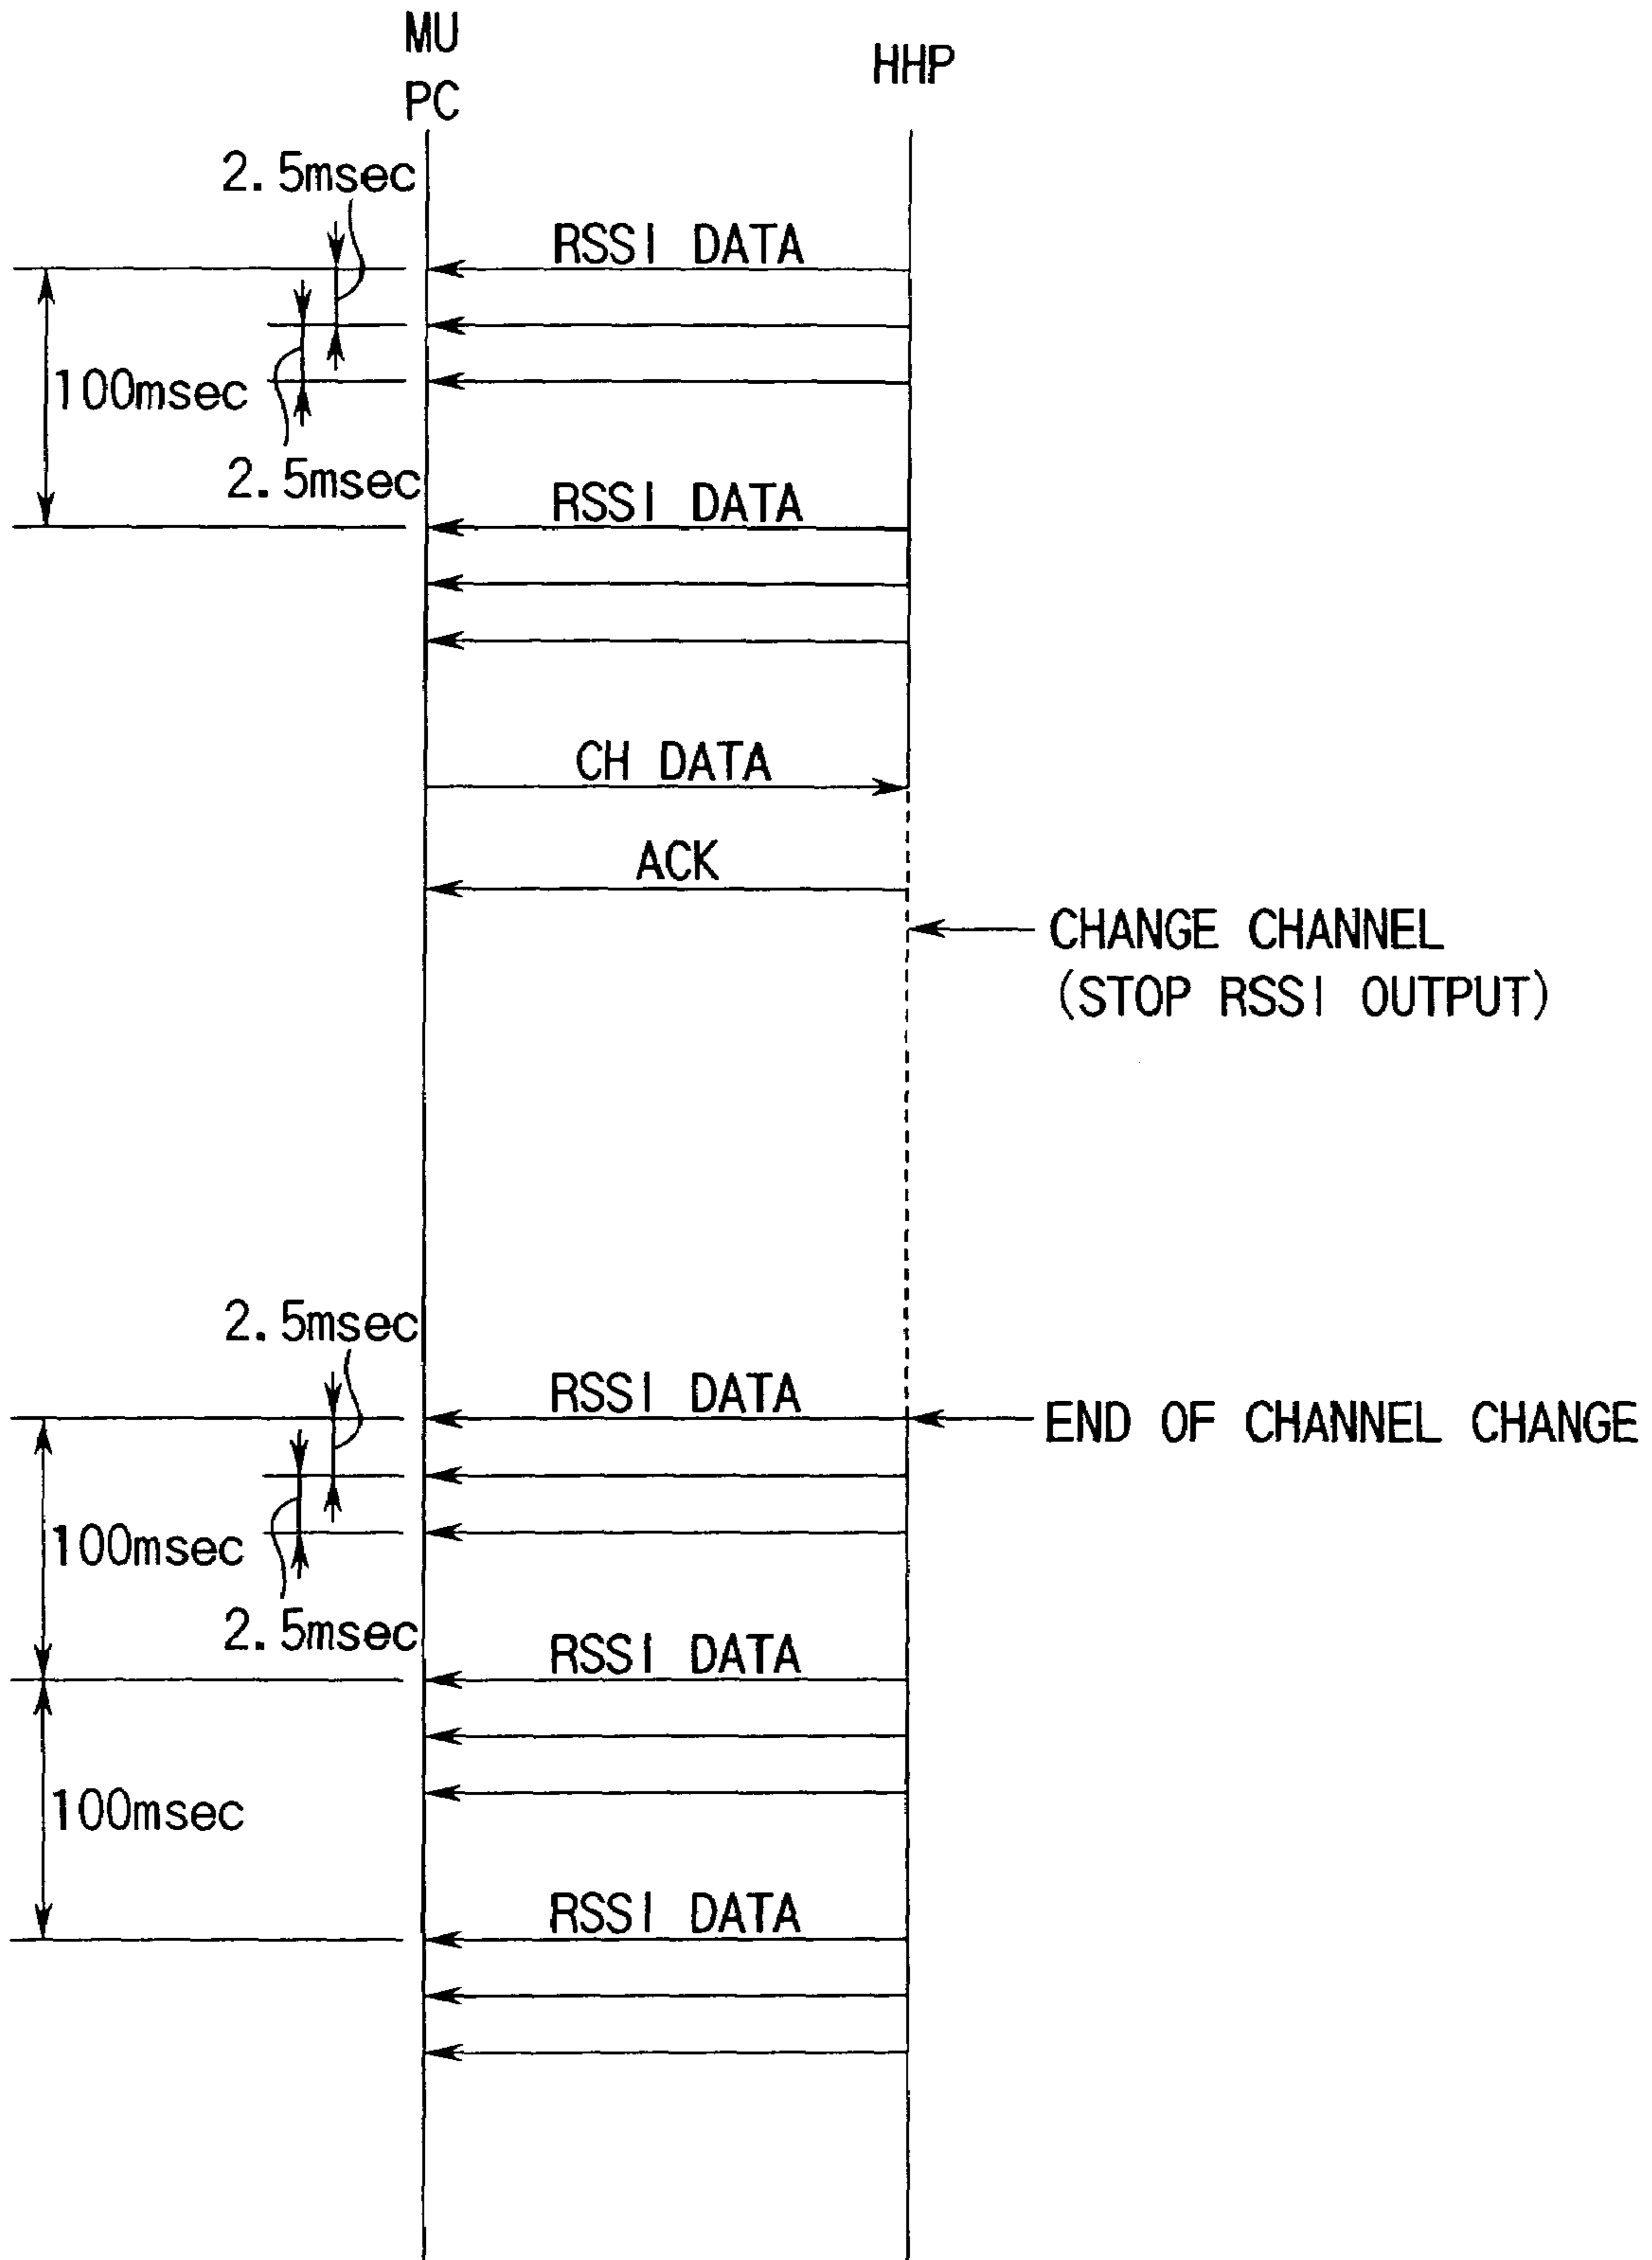 MU
PC
HHP
2.5msec
RSSI DATA
100msec
2.5msec
RSSI DATA
CH DATA
ACK
CHANGE CHANNEL
(STOP RSSI OUTPUT)
2.5msec
RSSI DATA
END OF CHANNEL CHANGE
100msec
2.5msec
RSSI DATA
100msec
RSSI DATA